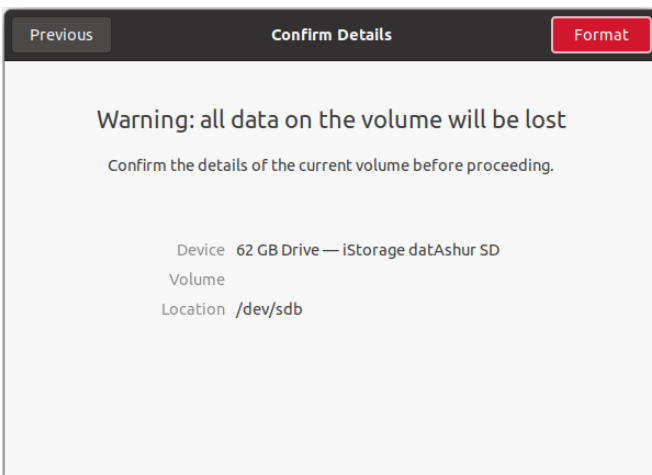 Previous
Confirm Details
Format
Warning: all data on the volume will be lost
Confirm the details of the current volume before proceeding.
Device 62 GB Drive — iStorage datAshur SD
Volume
Location /dev/sdb